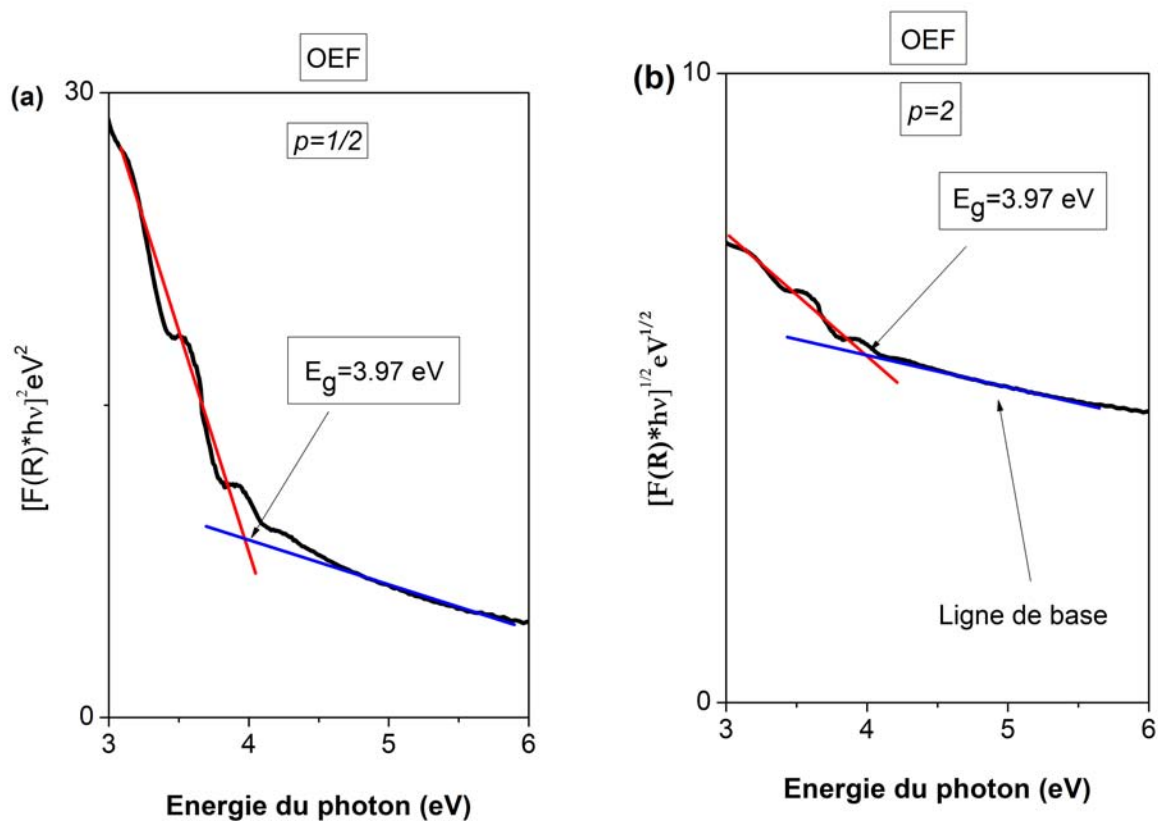 OEF
(a)
30
p=1/2
E_g=3.97 eV
[F(R)*hν]²eV²
0
3 4 5 6
Energie du photon (eV)
OEF
(b)
10
p=2
E_g=3.97 eV
[F(R)*hν]^1/2 eV^1/2
Ligne de base
0
3 4 5 6
Energie du photon (eV)